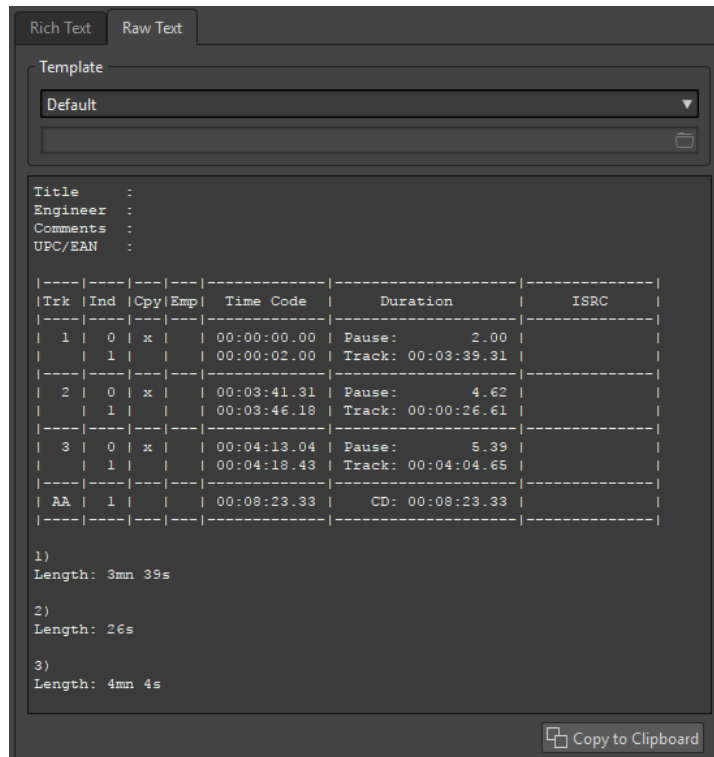 Rich Text Raw Text
Template
Default
Title      :
Engineer  :
Comments  :
UPC/EAN   :
|----|----|---|---|-------------|--------------------|--------------|
|Trk |Ind |Cpy|Emp|  Time Code  |     Duration       |     ISRC     |
|----|----|---|---|-------------|--------------------|--------------|
|  1 |  0 | x |   | 00:00:00.00 | Pause:        2.00 |              |
|    |  1 |   |   | 00:00:02.00 | Track: 00:03:39.31 |              |
|----|----|---|---|-------------|--------------------|--------------|
|  2 |  0 | x |   | 00:03:41.31 | Pause:        4.62 |              |
|    |  1 |   |   | 00:03:46.18 | Track: 00:00:26.61 |              |
|----|----|---|---|-------------|--------------------|--------------|
|  3 |  0 | x |   | 00:04:13.04 | Pause:        5.39 |              |
|    |  1 |   |   | 00:04:18.43 | Track: 00:04:04.65 |              |
|----|----|---|---|-------------|--------------------|--------------|
| AA |  1 |   |   | 00:08:23.33 |    CD: 00:08:23.33 |              |
|----|----|---|---|-------------|--------------------|--------------|
1)
Length: 3mn 39s
2)
Length: 26s
3)
Length: 4mn 4s
Copy to Clipboard